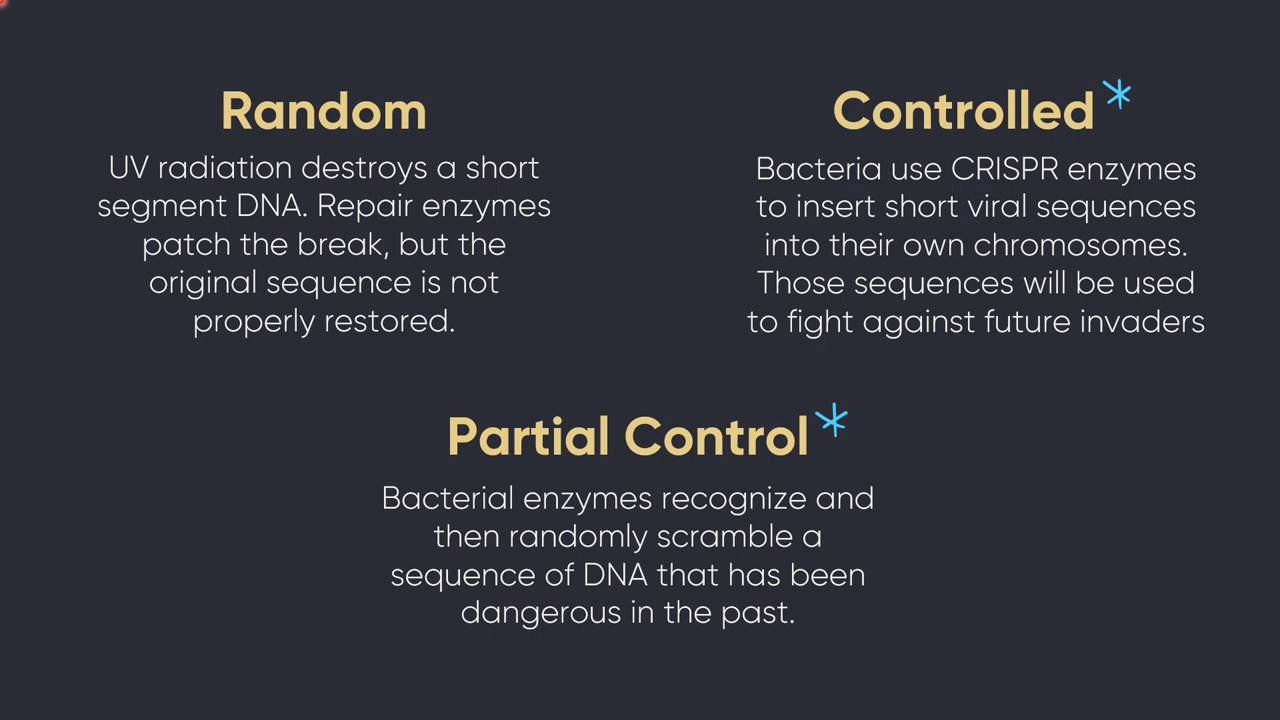 Random
UV radiation destroys a short
segment DNA. Repair enzymes
patch the break, but the
original sequence is not
properly restored.
Controlled*
Bacteria use CRISPR enzymes
to insert short viral sequences
into their own chromosomes.
Those sequences will be used
to fight against future invaders
Partial Control*
Bacterial enzymes recognize and
then randomly scramble a
sequence of DNA that has been
dangerous in the past.